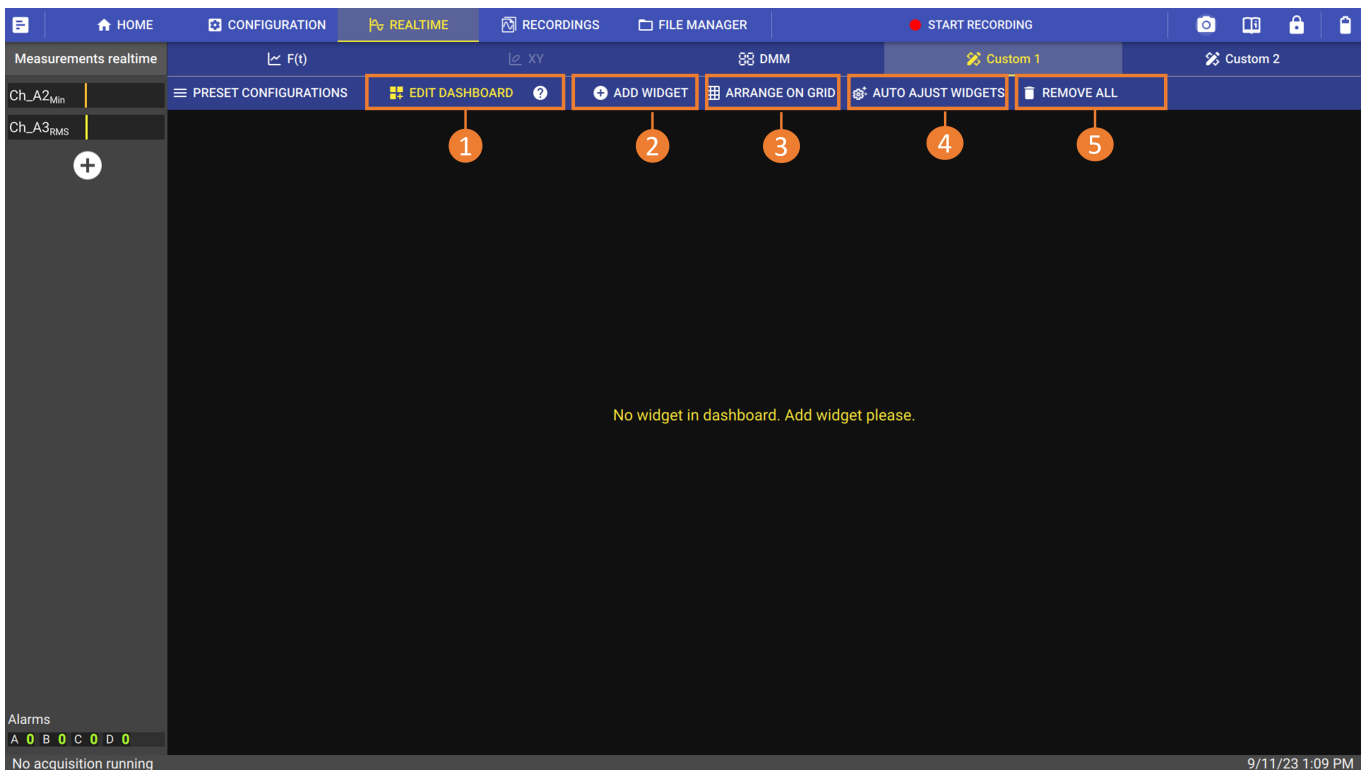 HOME CONFIGURATION REALTIME RECORDINGS FILE MANAGER START RECORDING
Measurements realtime F(t) XY DMM Custom 1 Custom 2
Ch_A2Min PRESET CONFIGURATIONS EDIT DASHBOARD ? ADD WIDGET ARRANGE ON GRID AUTO AJUST WIDGETS REMOVE ALL
Ch_A3RMS
1 2 3 4 5
No widget in dashboard. Add widget please.
Alarms
A 0 B 0 C 0 D 0
No acquisition running 9/11/23 1:09 PM